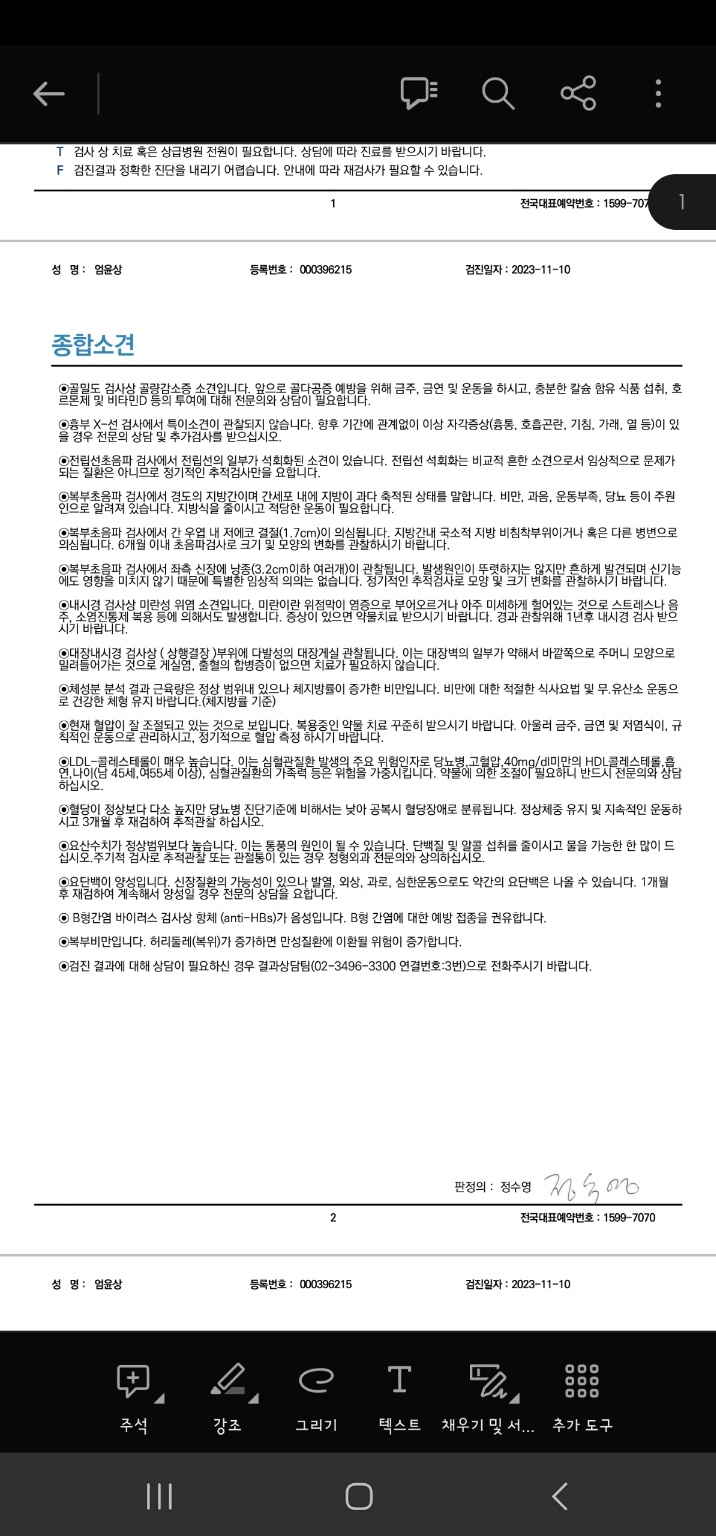 T 검사 상 치료 혹은 상급병원 전원이 필요합니다. 상담에 따라 진료를 받으시기 바랍니다.
F 검진결과 정확한 진단을 내리기 어렵습니다. 안내에 따라 재검사가 필요할 수 있습니다.
1 전국대표예약번호 : 1599-707
1
성 명 : 엄윤상 등록번호 : 000396215 검진일자 : 2023-11-10
종합소견
◉골밀도 검사상 골량감소증 소견입니다. 앞으로 골다공증 예방을 위해 금주, 금연 및 운동을 하시고, 충분한 칼슘 함유 식품 섭취, 호
르몬제 및 비타민D 등의 투여에 대해 전문의와 상담이 필요합니다.
◉흉부 X-선 검사에서 특이소견이 관찰되지 않습니다. 향후 기간에 관계없이 이상 자각증상(흉통, 호흡곤란, 기침, 가래, 열 등)이 있
을 경우 전문의 상담 및 추가검사를 받으십시오.
◉전립선초음파 검사에서 전립선의 일부가 석회화된 소견이 있습니다. 전립선 석회화는 비교적 흔한 소견으로서 임상적으로 문제가
되는 질환은 아니므로 정기적인 추적검사만을 요합니다.
◉복부초음파 검사에서 경도의 지방간이며 간세포 내에 지방이 과다 축적된 상태를 말합니다. 비만, 과음, 운동부족, 당뇨 등이 주원
인으로 알려져 있습니다. 지방식을 줄이시고 적당한 운동이 필요합니다.
◉복부초음파 검사에서 간 우엽 내 저에코 결절(1.7cm)이 의심됩니다. 지방간내 국소적 지방 비침착부위이거나 혹은 다른 병변으로
의심됩니다. 6개월 이내 초음파검사로 크기 및 모양의 변화를 관찰하시기 바랍니다.
◉복부초음파 검사에서 좌측 신장에 낭종(3.2cm이하 여러개)이 관찰됩니다. 발생원인이 뚜렷하지는 않지만 흔하게 발견되며 신기능
에도 영향을 미치지 않기 때문에 특별한 임상적 의의는 없습니다. 정기적인 추적검사로 모양 및 크기 변화를 관찰하시기 바랍니다.
◉내시경 검사상 미란성 위염 소견입니다. 미란이란 위점막이 염증으로 부어오르거나 아주 미세하게 헐어있는 것으로 스트레스나 음
주, 소염진통제 복용 등에 의해서도 발생합니다. 증상이 있으면 약물치료 받으시기 바랍니다. 경과 관찰위해 1년후 내시경 검사 받으
시기 바랍니다.
◉대장내시경 검사상 ( 상행결장 )부위에 다발성의 대장게실 관찰됩니다. 이는 대장벽의 일부가 약해서 바깥쪽으로 주머니 모양으로
밀려들어가는 것으로 게실염, 출혈의 합병증이 없으면 치료가 필요하지 않습니다.
◉체성분 분석 결과 근육량은 정상 범위내 있으나 체지방률이 증가한 비만입니다. 비만에 대한 적절한 식사요법 및 무.유산소 운동으
로 건강한 체형 유지 바랍니다.(체지방률 기준)
◉현재 혈압이 잘 조절되고 있는 것으로 보입니다. 복용중인 약물 치료 꾸준히 받으시기 바랍니다. 아울러 금주, 금연 및 저염식이, 규
칙적인 운동으로 관리하시고, 정기적으로 혈압 측정 하시기 바랍니다.
◉LDL-콜레스테롤이 매우 높습니다. 이는 심혈관질환 발생의 주요 위험인자로 당뇨병,고혈압,40mg/dl미만의 HDL콜레스테롤,흡
연,나이(남 45세,여55세 이상), 심혈관질환의 가족력 등은 위험을 가중시킵니다. 약물에 의한 조절이 필요하니 반드시 전문의와 상담
하십시오.
◉혈당이 정상보다 다소 높지만 당뇨병 진단기준에 비해서는 낮아 공복시 혈당장애로 분류됩니다. 정상체중 유지 및 지속적인 운동하
시고 3개월 후 재검하여 추적관찰 하십시오.
◉요산수치가 정상범위보다 높습니다. 이는 통풍의 원인이 될 수 있습니다. 단백질 및 알콜 섭취를 줄이시고 물을 가능한 한 많이 드
십시오.주기적 검사로 추적관찰 또는 관절통이 있는 경우 정형외과 전문의와 상의하십시오.
◉요단백이 양성입니다. 신장질환의 가능성이 있으나 발열, 외상, 과로, 심한운동으로도 약간의 요단백은 나올 수 있습니다. 1개월
후 재검하여 계속해서 양성일 경우 전문의 상담을 요합니다.
◉ B형간염 바이러스 검사상 항체 (anti-HBs)가 음성입니다. B형 간염에 대한 예방 접종을 권유합니다.
◉복부비만입니다. 허리둘레(복위)가 증가하면 만성질환에 이환될 위험이 증가합니다.
◉검진 결과에 대해 상담이 필요하신 경우 결과상담팀(02-3496-3300 연결번호:3번)으로 전화주시기 바랍니다.
판정의 : 정수영 정수영
2 전국대표예약번호 : 1599-7070
성 명 : 엄윤상 등록번호 : 000396215 검진일자 : 2023-11-10
주석 강조 그리기 텍스트 채우기 및 서... 추가 도구